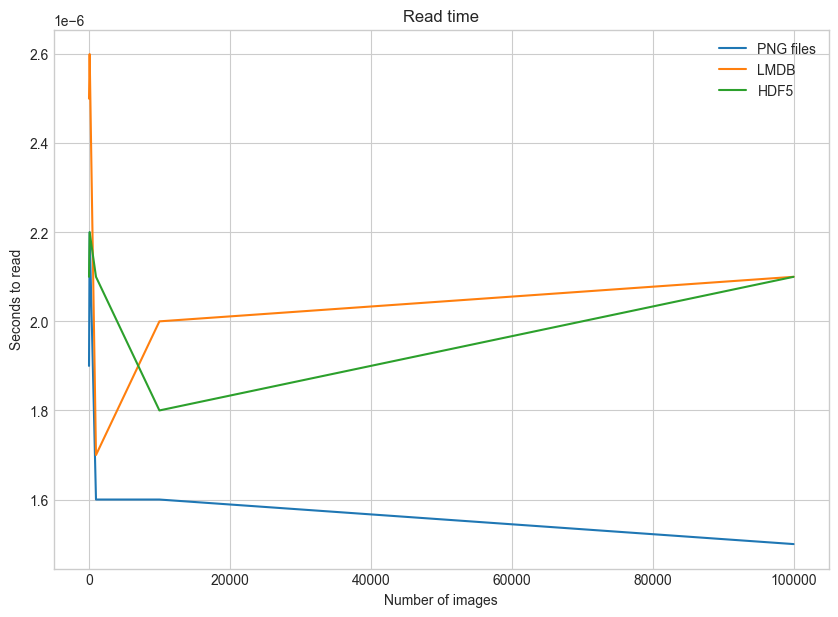 Read time
1e−6
PNG files
LMDB
HDF5
2.6
2.4
2.2
2.0
1.8
1.6
Seconds to read
0
20000
40000
60000
80000
100000
Number of images